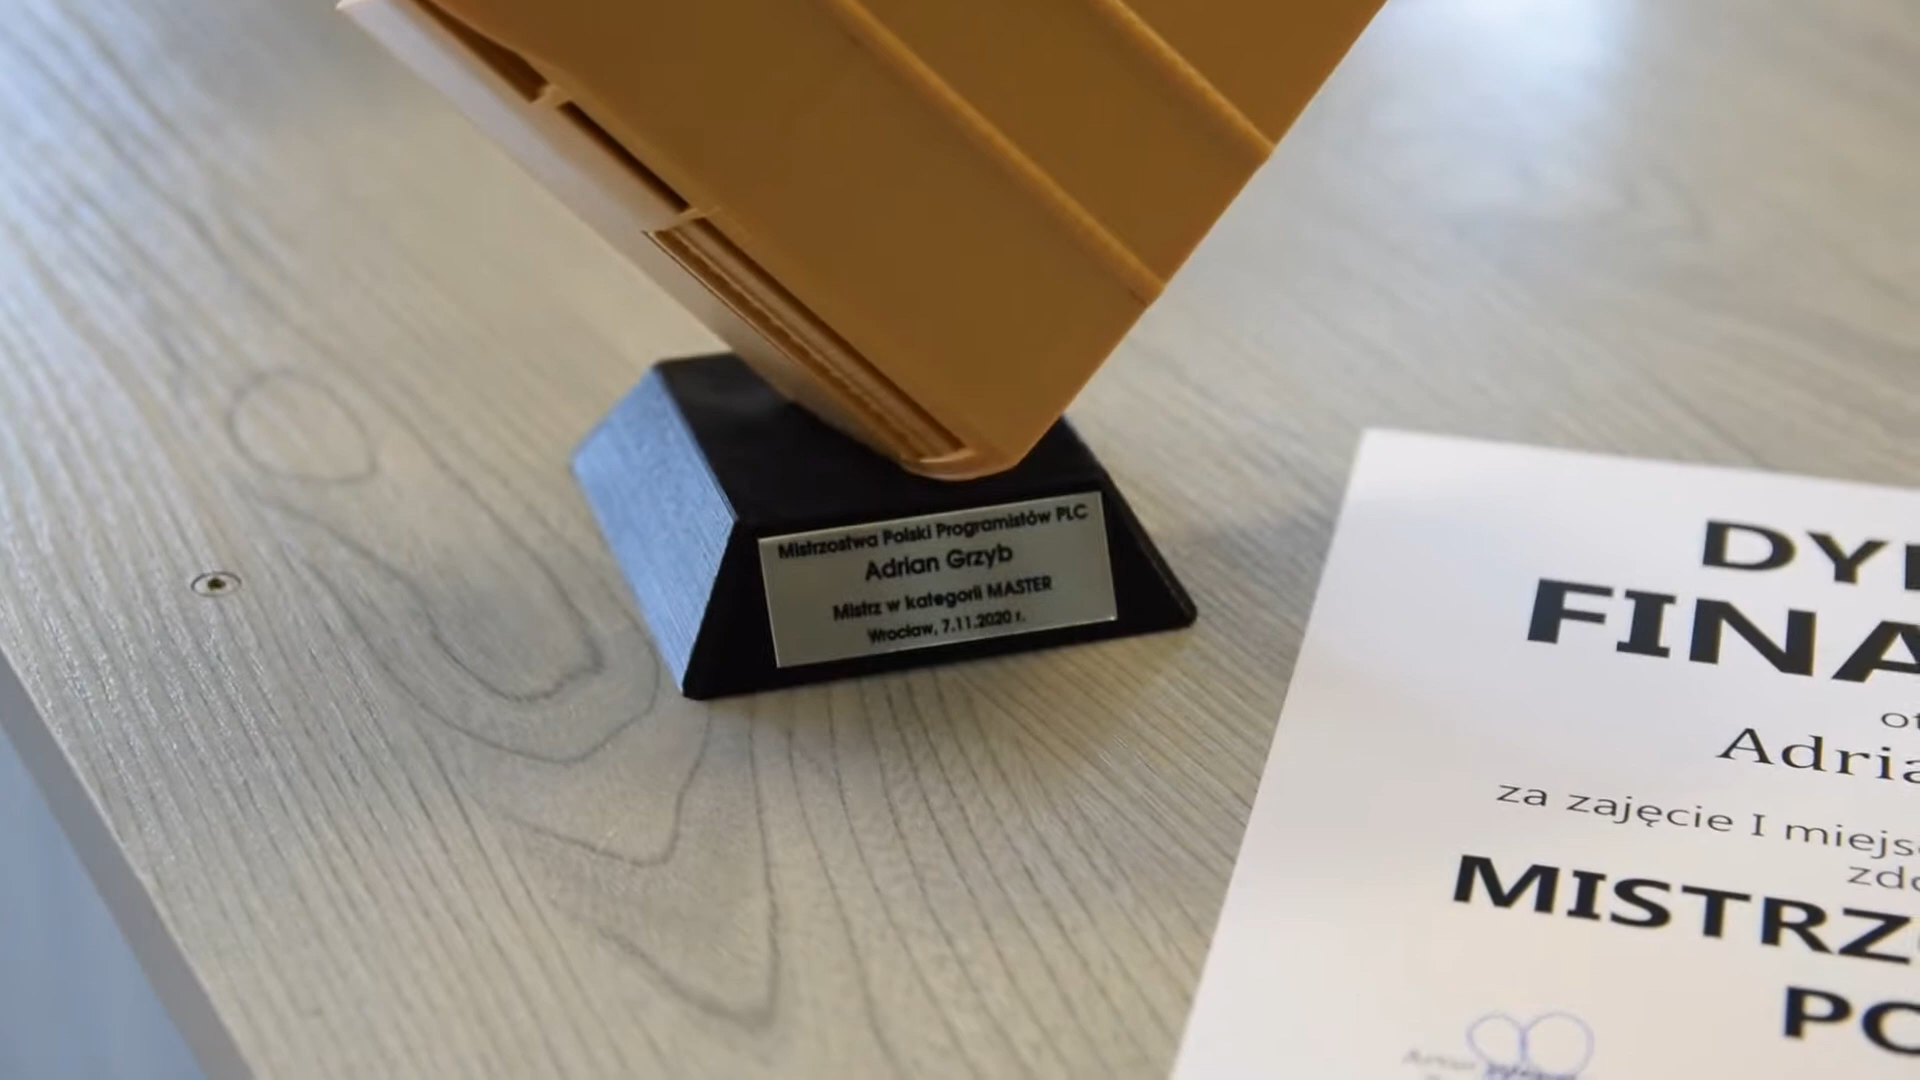 Mistrzostwa Polski Programistów PLC
Adrian Grzyb
Mistrz w kategorii MASTER
Wrocław, 7.11.2020 r.
DY
FINA
ot
Adria
za zajęcie I miejs
zdo
MISTRZ
PO